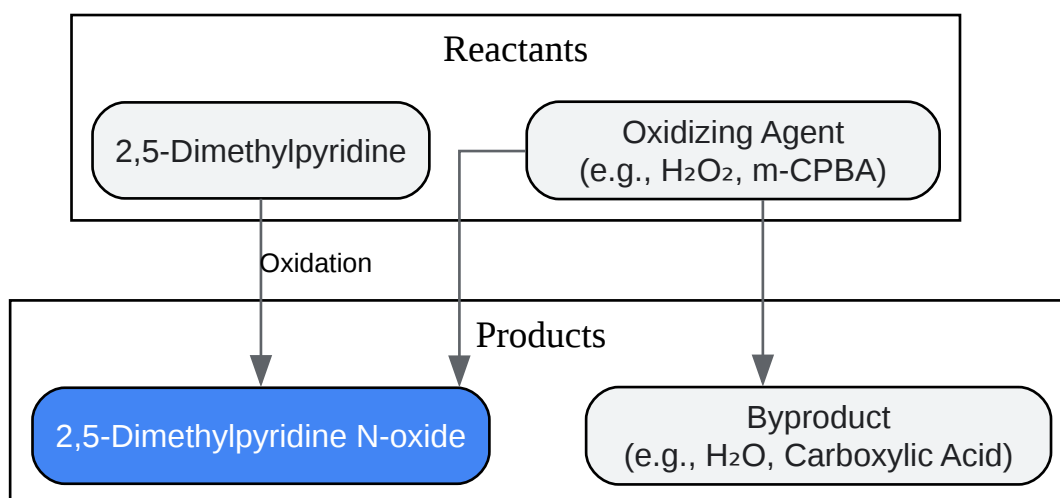 Reactants
2,5-Dimethylpyridine
Oxidizing Agent
(e.g., H₂O₂, m-CPBA)
Oxidation
Products
2,5-Dimethylpyridine N-oxide
Byproduct
(e.g., H₂O, Carboxylic Acid)